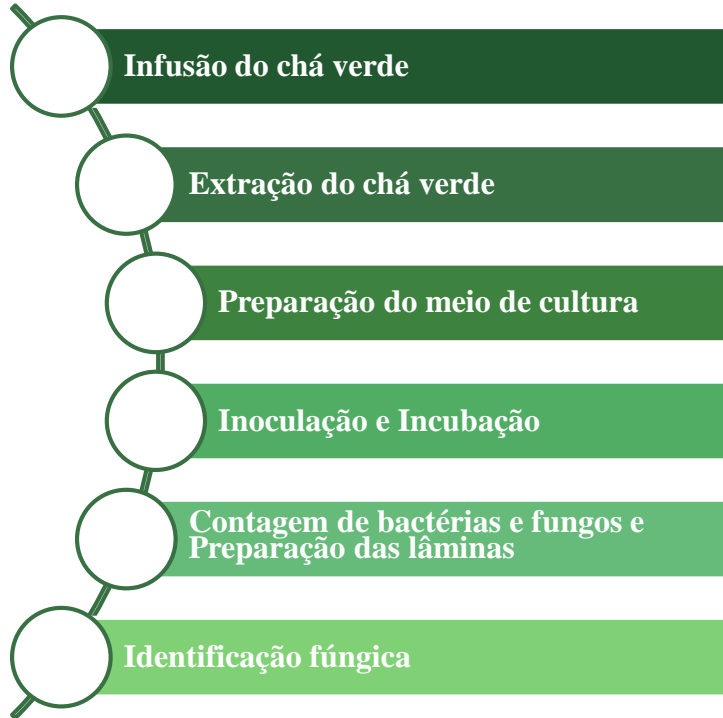 Infusão do chá verde
Extração do chá verde
Preparação do meio de cultura
Inoculação e Incubação
Contagem de bactérias e fungos e
Preparação das lâminas
Identificação fúngica